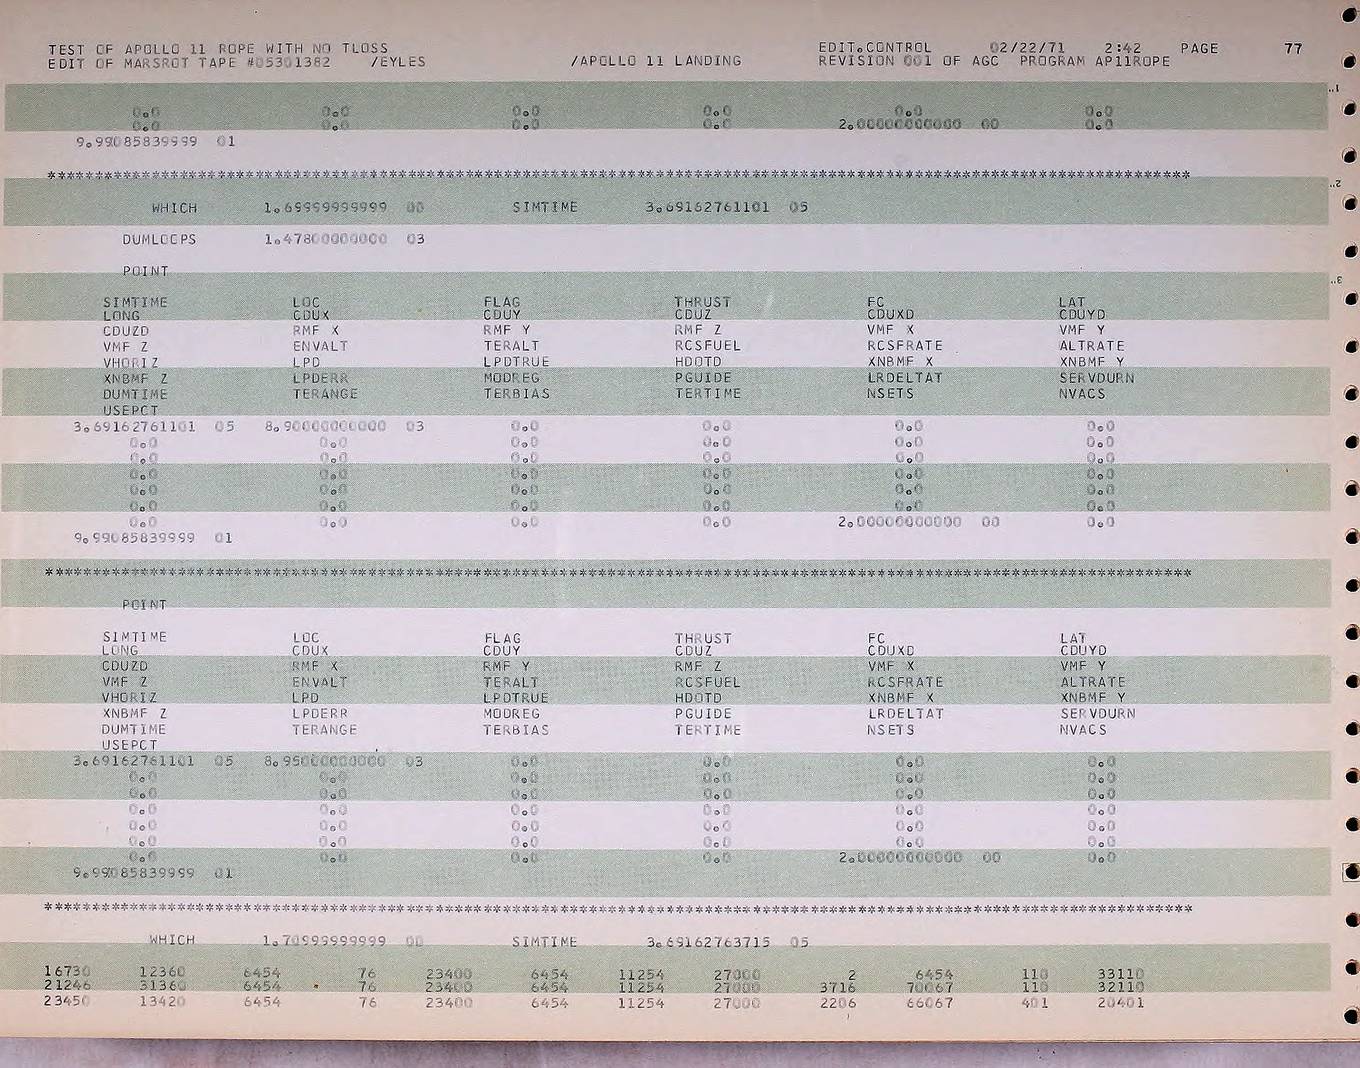 TEST OF APOLLO 11 ROPE WITH NO TLOSS EDIT.CONTROL 02/22/71 2:42 PAGE 77
EDIT OF MARSROT TAPE #05301382 /EYLES /APOLLO 11 LANDING REVISION 001 OF AGC PROGRAM AP11ROPE
0.0 0.0 0.0 0.0 0.0 0.0
0.0 0.0 0.0 0.0 2.00000000000 00 0.0
9.99085839999 01
************************************************************************************************************************
WHICH 1.69999999999 00 SIMTIME 3.69162761101 05
DUMLOOPS 1.47800000000 03
POINT
SIMTIME LOC FLAG THRUST FC LAT
LONG CDUX CDUY CDUZ CDUXD CDUYD
CDUZD RMF X RMF Y RMF Z VMF X VMF Y
VMF Z ENVALT TERALT RCSFUEL RCSFRATE ALTRATE
VHORIZ LPD LPDTRUE HDOTD XNBMF X XNBMF Y
XNBMF Z LPDERR MODREG PGUIDE LRDELTAT SERVDURN
DUMTIME TERANGE TERBIAS TERTIME NSETS NVACS
USEPCT
3.69162761101 05 8.90000000000 03 0.0 0.0 0.0 0.0
0.0 0.0 0.0 0.0 0.0 0.0
0.0 0.0 0.0 0.0 0.0 0.0
0.0 0.0 0.0 0.0 0.0 0.0
0.0 0.0 0.0 0.0 0.0 0.0
0.0 0.0 0.0 0.0 0.0 0.0
0.0 0.0 0.0 0.0 2.00000000000 00 0.0
9.99085839999 01
************************************************************************************************************************
POINT
SIMTIME LOC FLAG THRUST FC LAT
LONG CDUX CDUY CDUZ CDUXD CDUYD
CDUZD RMF X RMF Y RMF Z VMF X VMF Y
VMF Z ENVALT TERALT RCSFUEL RCSFRATE ALTRATE
VHORIZ LPD LPDTRUE HDOTD XNBMF X XNBMF Y
XNBMF Z LPDERR MODREG PGUIDE LRDELTAT SERVDURN
DUMTIME TERANGE TERBIAS TERTIME NSETS NVACS
USEPCT
3.69162761101 05 8.95000000000 03 0.0 0.0 0.0 0.0
0.0 0.0 0.0 0.0 0.0 0.0
0.0 0.0 0.0 0.0 0.0 0.0
0.0 0.0 0.0 0.0 0.0 0.0
0.0 0.0 0.0 0.0 0.0 0.0
0.0 0.0 0.0 0.0 0.0 0.0
0.0 0.0 0.0 0.0 2.00000000000 00 0.0
9.99085839999 01
************************************************************************************************************************
WHICH 1.70999999999 00 SIMTIME 3.69162763715 05
16730 12360 6454 76 23400 6454 11254 27000 2 6454 110 33110
21246 31360 6454 76 23400 6454 11254 27000 3716 70067 110 32110
23450 13420 6454 76 23400 6454 11254 27000 2206 66067 401 20401